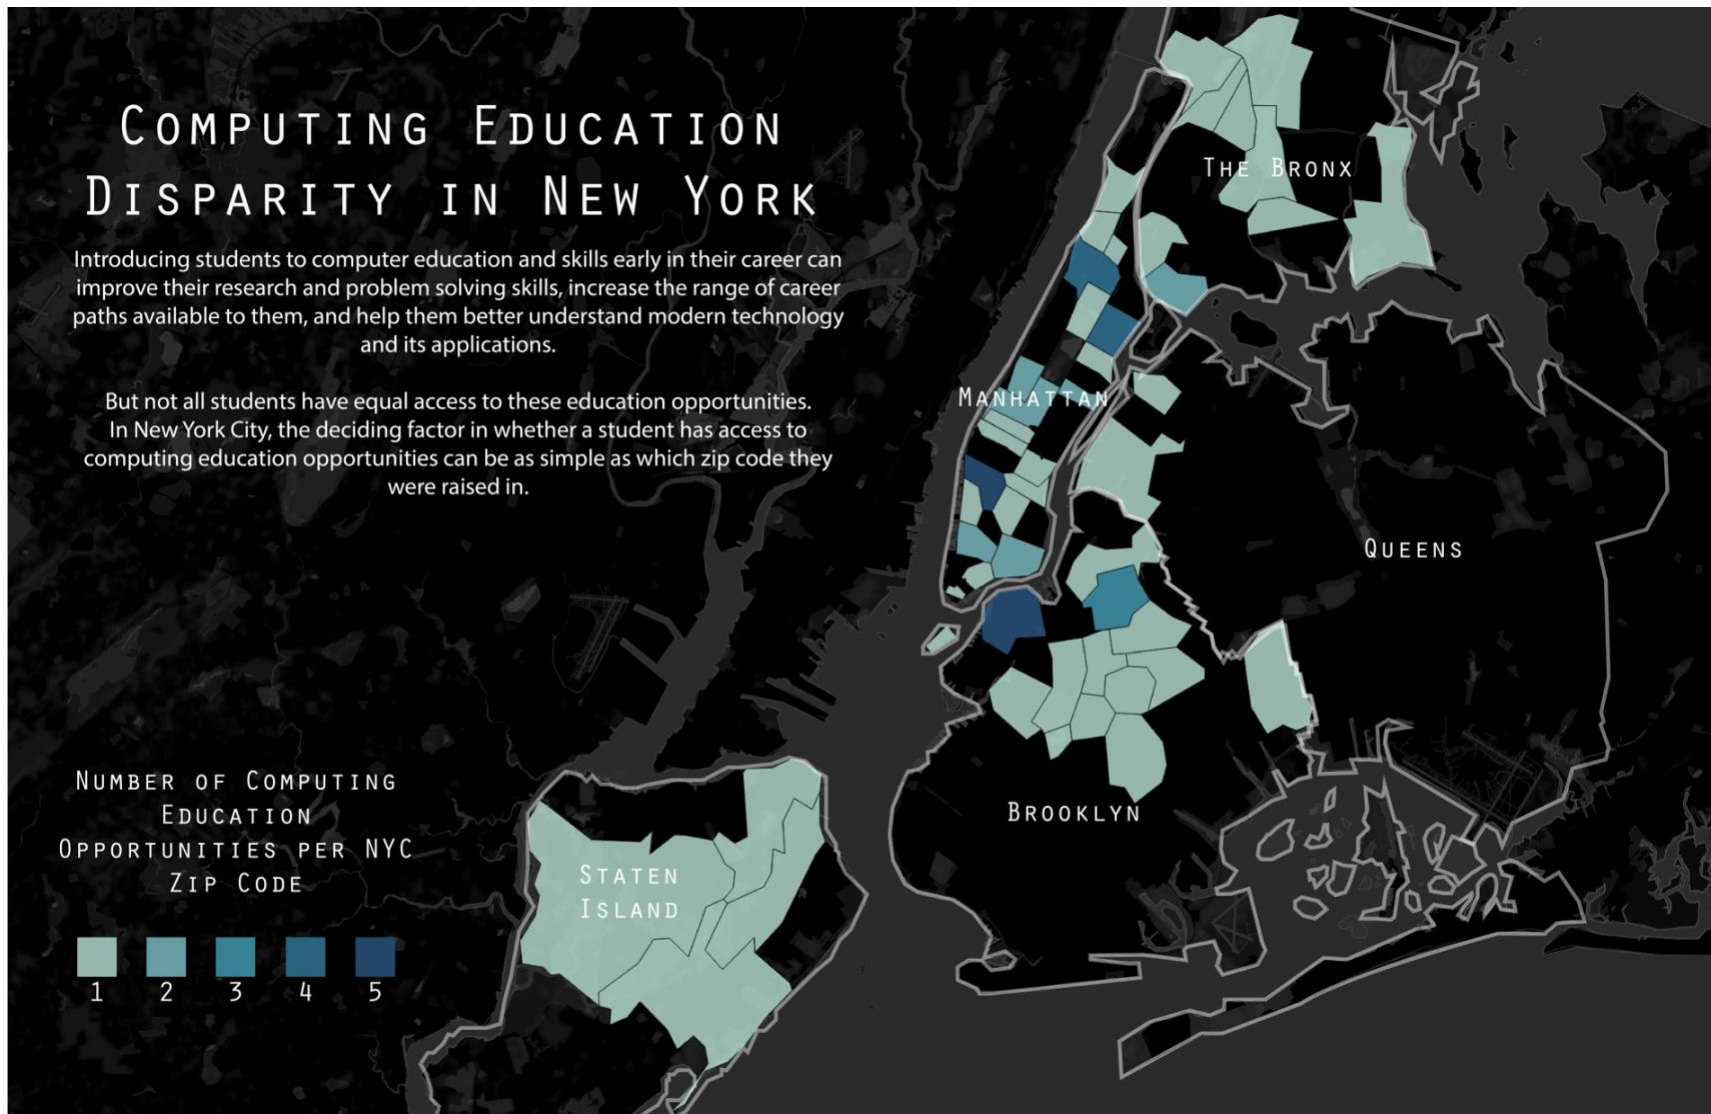 COMPUTING EDUCATION
DISPARITY IN NEW YORK
Introducing students to computer education and skills early in their career can
improve their research and problem solving skills, increase the range of career
paths available to them, and help them better understand modern technology
and its applications.
But not all students have equal access to these education opportunities.
In New York City, the deciding factor in whether a student has access to
computing education opportunities can be as simple as which zip code they
were raised in.
THE BRONX
MANHATTAN
QUEENS
BROOKLYN
STATEN
ISLAND
NUMBER OF COMPUTING
EDUCATION
OPPORTUNITIES PER NYC
ZIP CODE
1 2 3 4 5